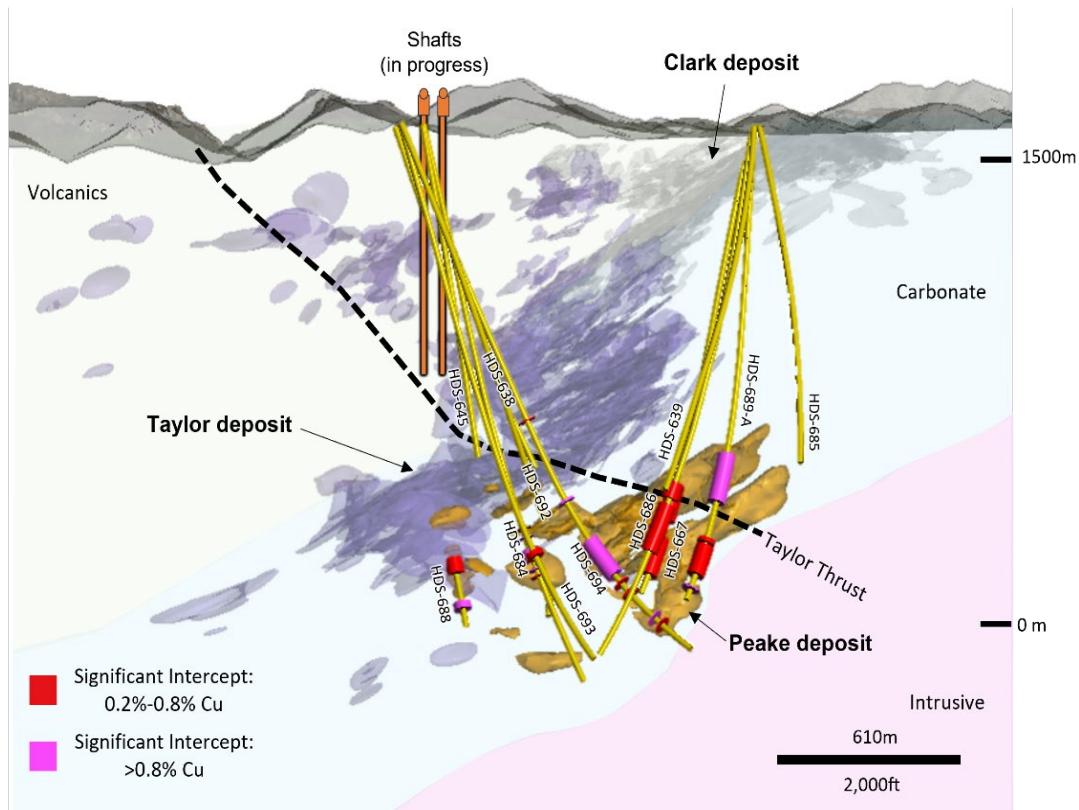 Shafts
(in progress)
Clark deposit
1500m
Volcanics
Carbonate
HDS-645
HDS-638
HDS-639
HDS-689-A
HDS-685
Taylor deposit
HDS-692
HDS-686
HDS-667
HDS-684
HDS-694
HDS-688
HDS-693
Taylor Thrust
0 m
Peake deposit
Significant Intercept:
0.2%-0.8% Cu
Significant Intercept:
>0.8% Cu
Intrusive
610m
2,000ft